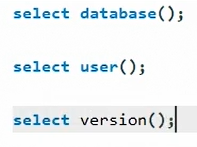 select database();
select user();
select version();